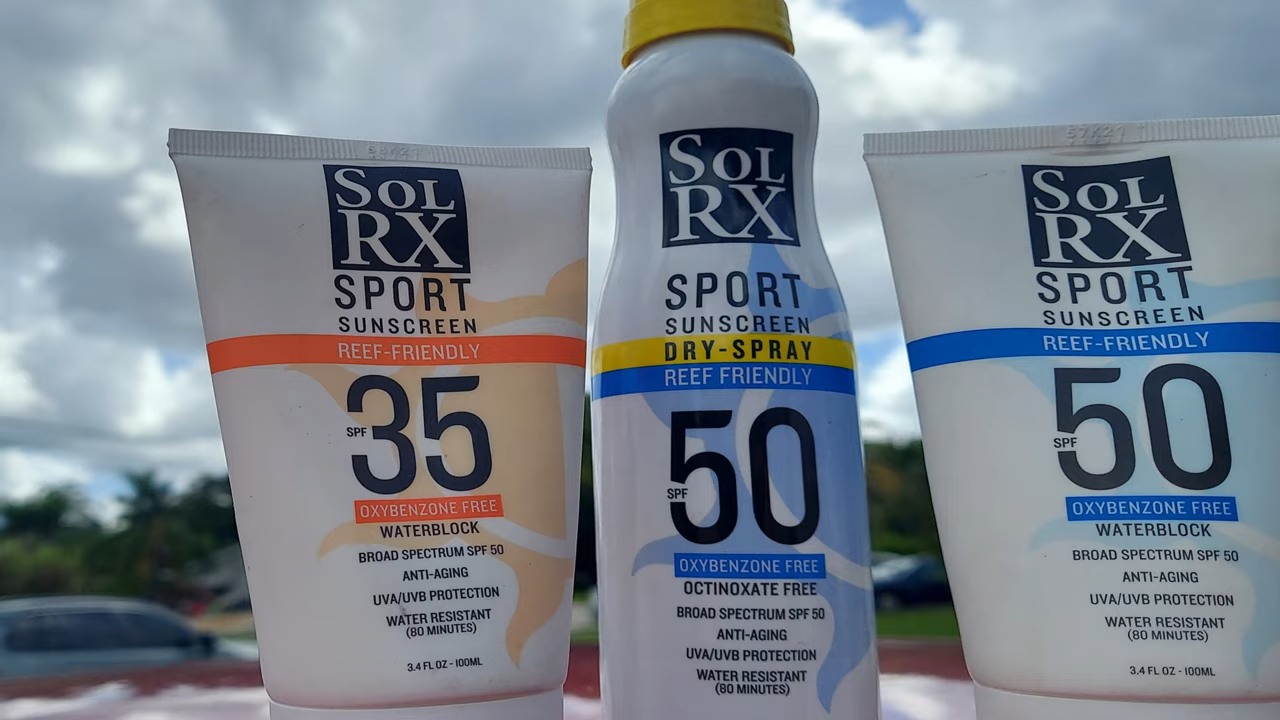 SOL
RX
SPORT
SUNSCREEN
REEF-FRIENDLY
SPF 35
OXYBENZONE FREE
WATERBLOCK
BROAD SPECTRUM SPF 50
ANTI-AGING
UVA/UVB PROTECTION
WATER RESISTANT
(80 MINUTES)
3.4 FL OZ - 100ML
SOL
RX
SPORT
SUNSCREEN
DRY-SPRAY
REEF FRIENDLY
SPF 50
OXYBENZONE FREE
OCTINOXATE FREE
BROAD SPECTRUM SPF 50
ANTI-AGING
UVA/UVB PROTECTION
WATER RESISTANT
(80 MINUTES)
57K21
SOL
RX
SPORT
SUNSCREEN
REEF-FRIENDLY
SPF 50
OXYBENZONE FREE
WATERBLOCK
BROAD SPECTRUM SPF 50
ANTI-AGING
UVA/UVB PROTECTION
WATER RESISTANT
(80 MINUTES)
3.4 FL OZ - 100ML